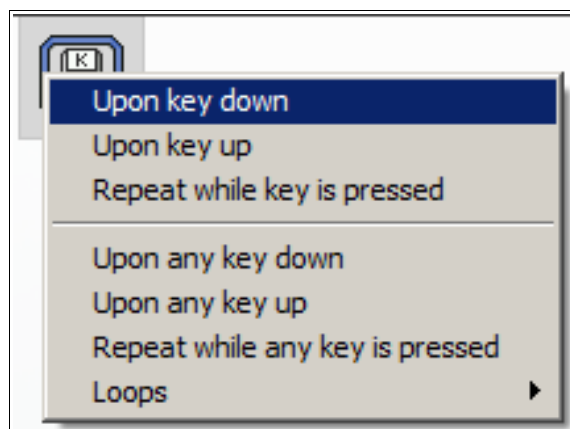 K
Upon key down
Upon key up
Repeat while key is pressed
Upon any key down
Upon any key up
Repeat while any key is pressed
Loops